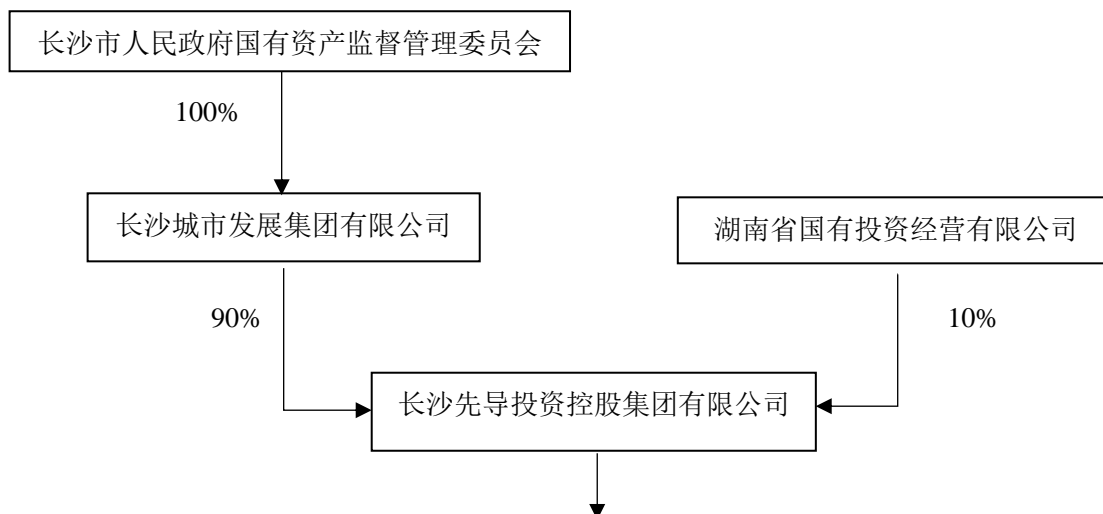 长沙市人民政府国有资产监督管理委员会
100%
长沙城市发展集团有限公司
湖南省国有投资经营有限公司
90%
10%
长沙先导投资控股集团有限公司